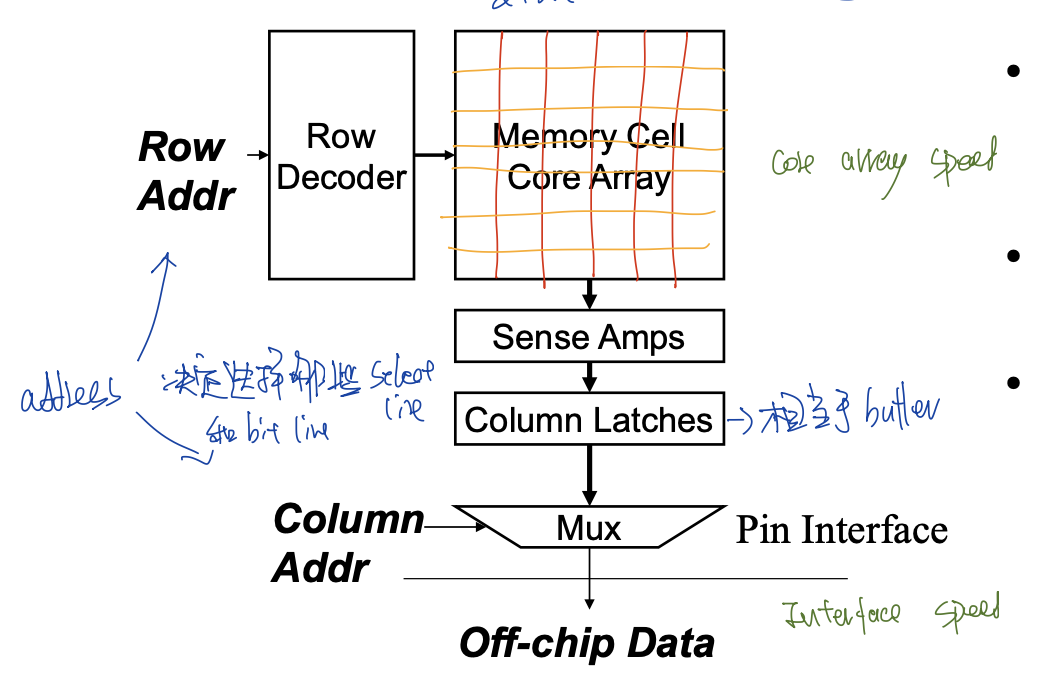 Row
Addr
Row
Decoder
Memory Cell
Core Array
Core array speed
Sense Amps
address
决定选择哪些 select
line
和 bit line
Column Latches
→ 相当于 buffer
Column
Addr
Mux
Pin Interface
Interface speed
Off-chip Data